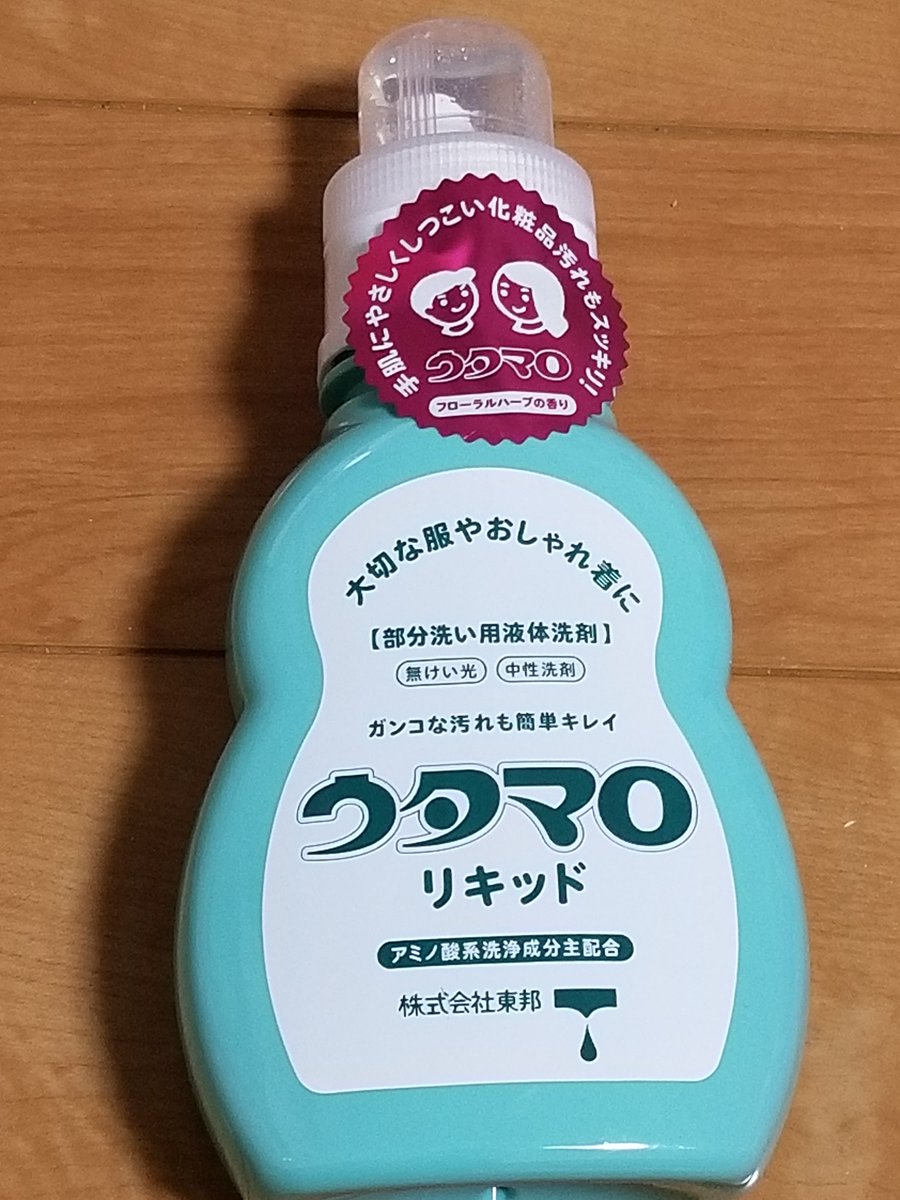 手肌にやさしくしつこい化粧品汚れもスッキリ!
ウタマロ
フローラルハーブの香り
大切な服やおしゃれ着に
【部分洗い用液体洗剤】
無けい光 中性洗剤
ガンコな汚れも簡単キレイ
ウタマロ
リキッド
アミノ酸系洗浄成分主配合
株式会社東邦